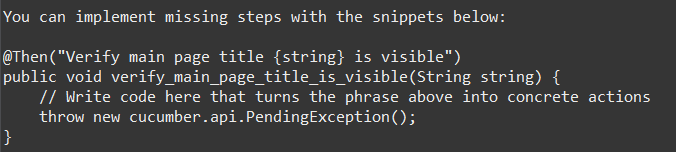 You can implement missing steps with the snippets below:
@Then("Verify main page title {string} is visible")
public void verify_main_page_title_is_visible(String string) {
    // Write code here that turns the phrase above into concrete actions
    throw new cucumber.api.PendingException();
}